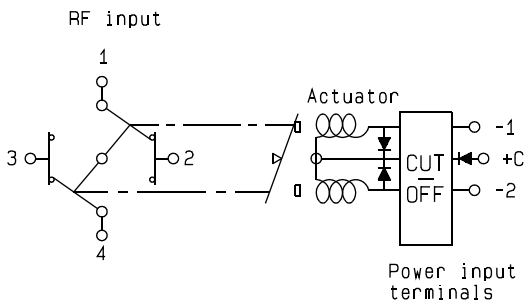 RF input
1
Actuator
3
2
-1
+C
CUT
OFF
-2
4
Power input
terminals